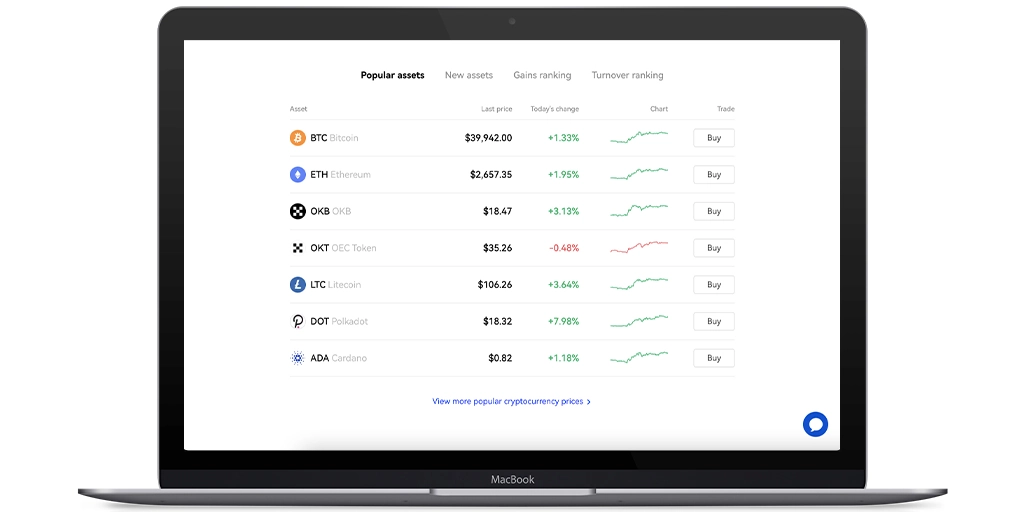 Popular assets New assets Gains ranking Turnover ranking
Asset Last price Today's change Chart Trade
BTC Bitcoin $39,942.00 +1.33% Buy
ETH Ethereum $2,657.35 +1.95% Buy
OKB OKB $18.47 +3.13% Buy
OKT OEC Token $35.26 -0.48% Buy
LTC Litecoin $106.26 +3.64% Buy
DOT Polkadot $18.32 +7.98% Buy
ADA Cardano $0.82 +1.18% Buy
View more popular cryptocurrency prices >
MacBook